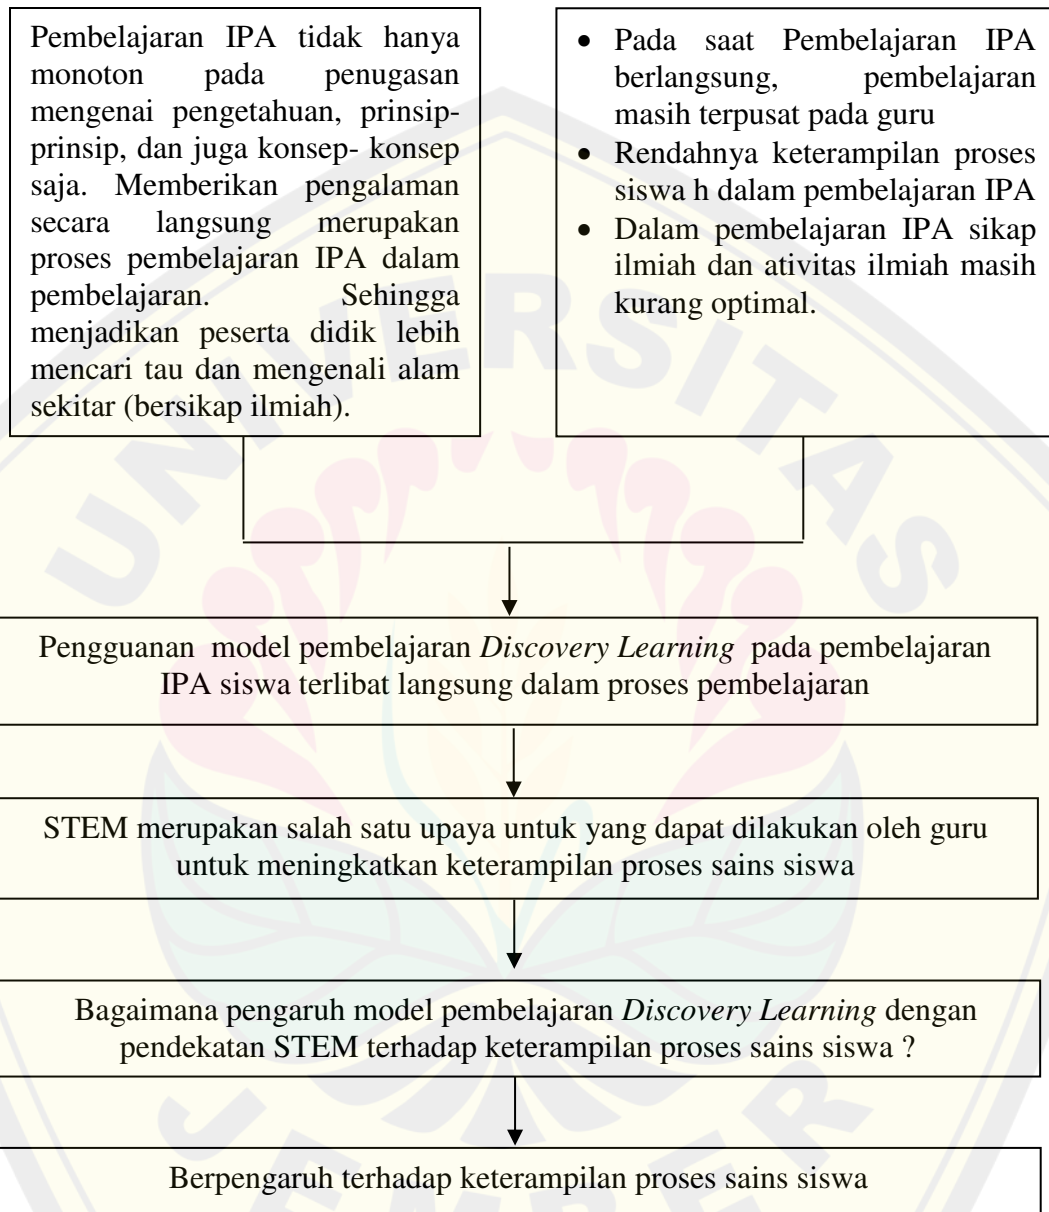 Pembelajaran IPA tidak hanya
monoton pada penugasan
mengenai pengetahuan, prinsip-
prinsip, dan juga konsep- konsep
saja. Memberikan pengalaman
secara langsung merupakan
proses pembelajaran IPA dalam
pembelajaran. Sehingga
menjadikan peserta didik lebih
mencari tau dan mengenali alam
sekitar (bersikap ilmiah).
• Pada saat Pembelajaran IPA
berlangsung, pembelajaran
masih terpusat pada guru
• Rendahnya keterampilan proses
siswa h dalam pembelajaran IPA
• Dalam pembelajaran IPA sikap
ilmiah dan ativitas ilmiah masih
kurang optimal.
Pengguanan model pembelajaran Discovery Learning pada pembelajaran
IPA siswa terlibat langsung dalam proses pembelajaran
STEM merupakan salah satu upaya untuk yang dapat dilakukan oleh guru
untuk meningkatkan keterampilan proses sains siswa
Bagaimana pengaruh model pembelajaran Discovery Learning dengan
pendekatan STEM terhadap keterampilan proses sains siswa ?
Berpengaruh terhadap keterampilan proses sains siswa
UNIVERSITAS
JEMBER